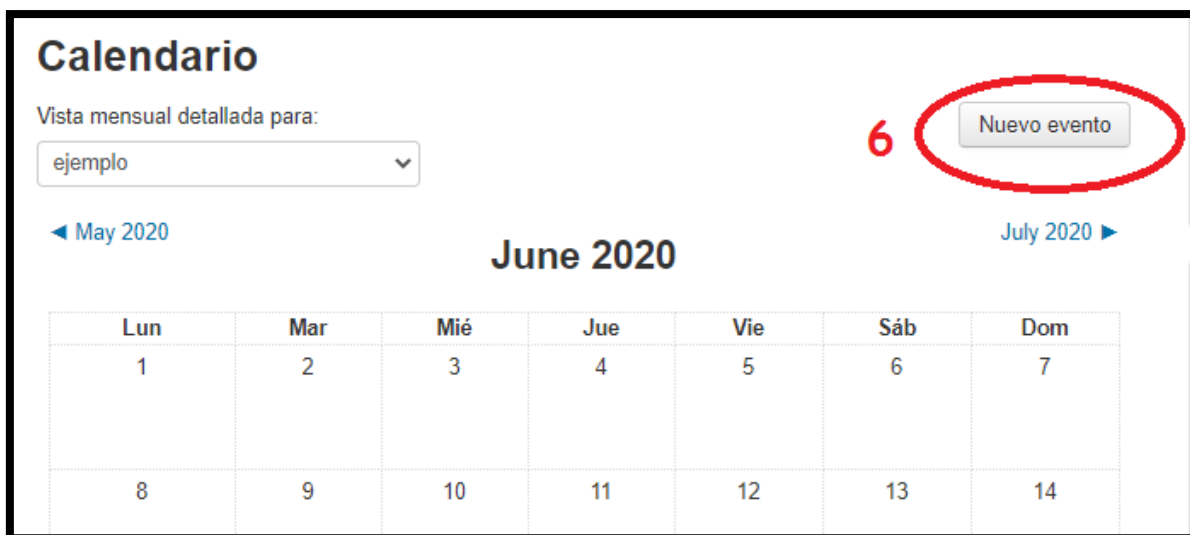 Calendario
Vista mensual detallada para:
6
Nuevo evento
ejemplo
◄ May 2020
June 2020
July 2020 ►
Lun Mar Mié Jue Vie Sáb Dom
1 2 3 4 5 6 7
8 9 10 11 12 13 14